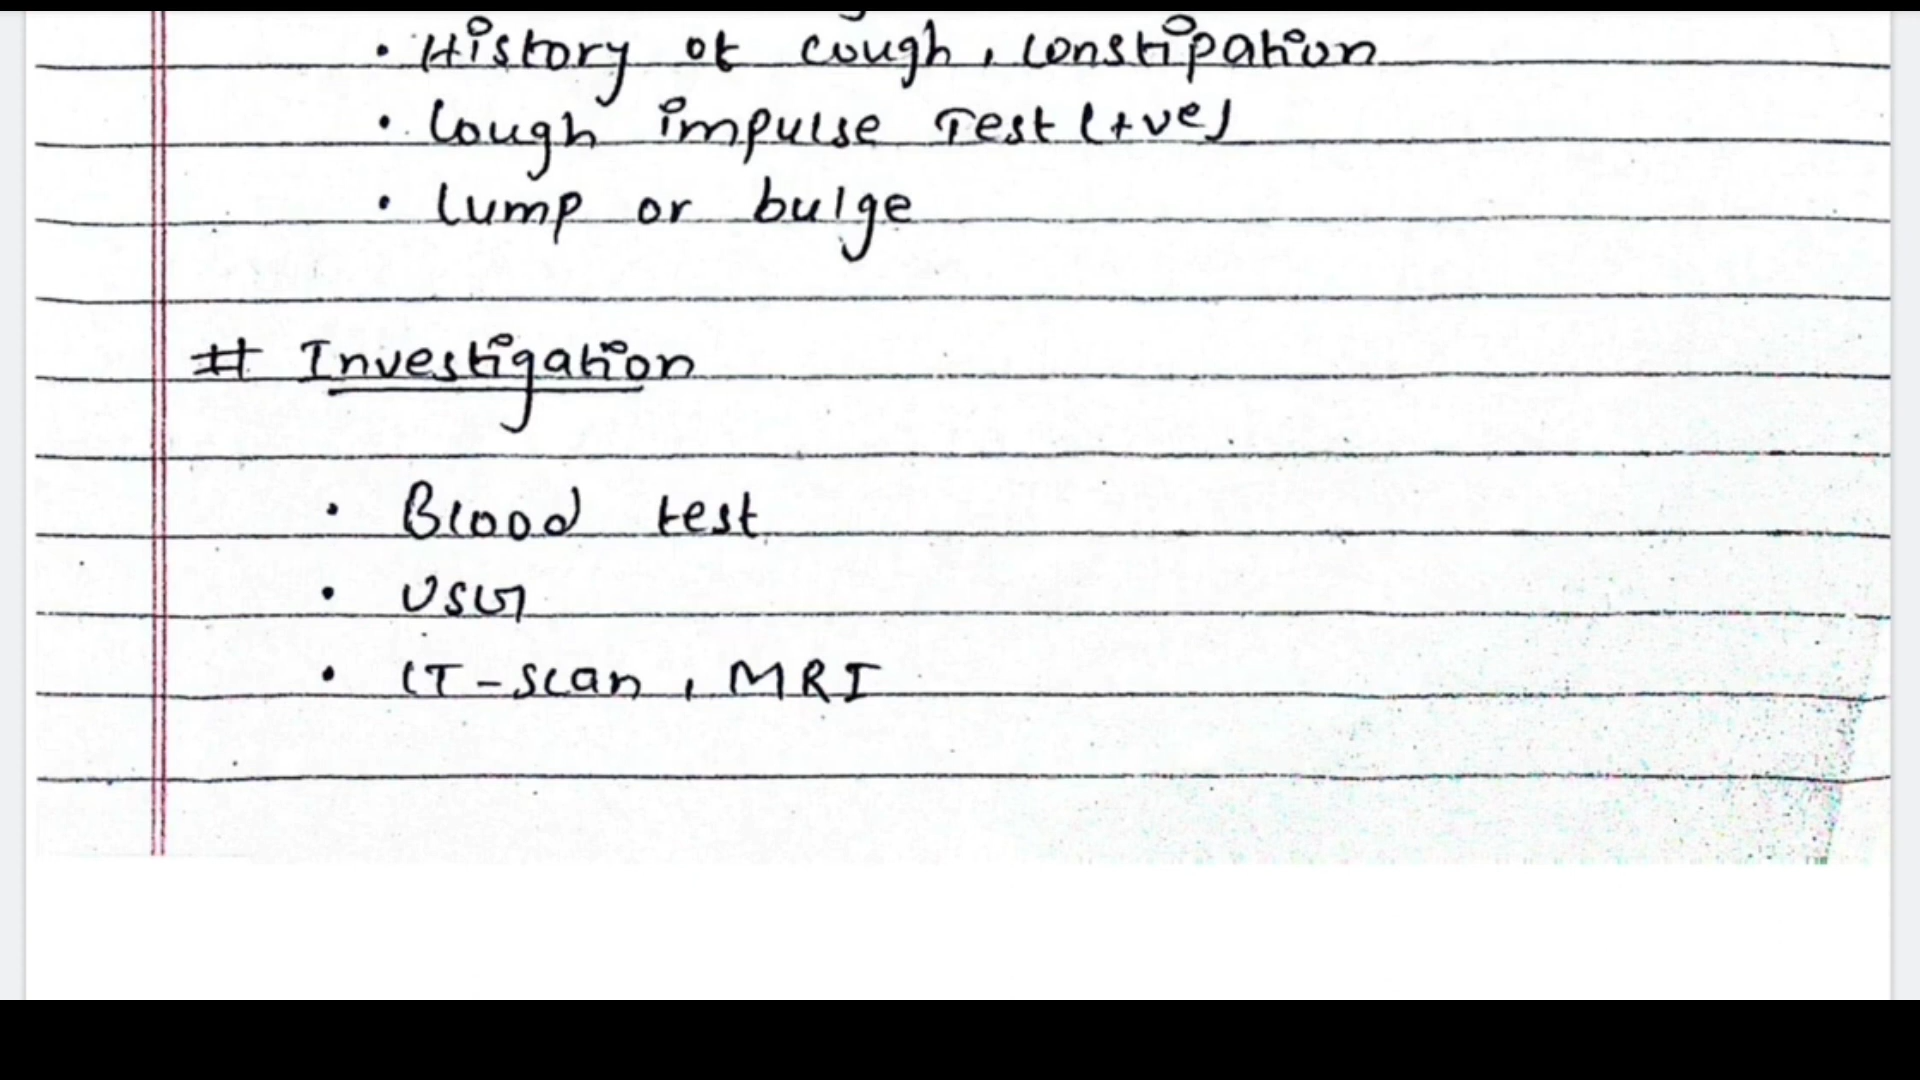 • History of cough, constipation
• Cough impulse Test (+ve)
• Lump or bulge
# Investigation
• Blood test
• USG
• CT-scan, MRI